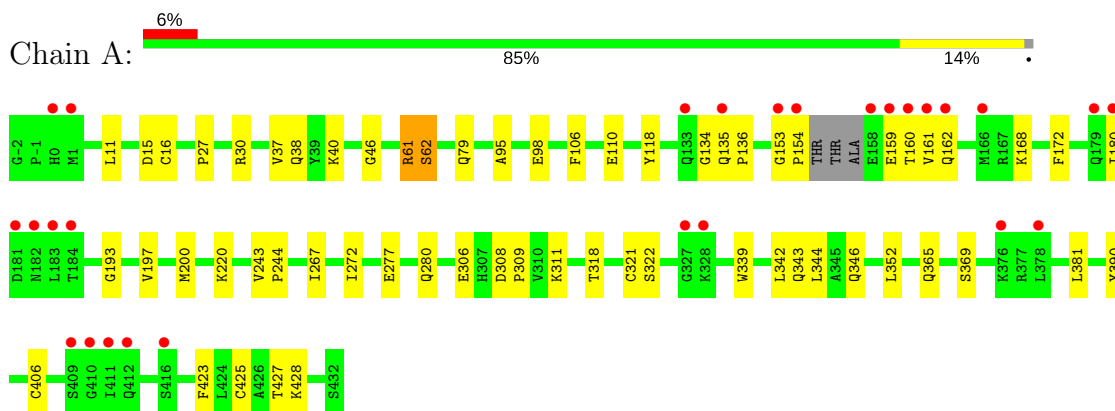 6%
Chain A:
85% 14% •
G-2 P-1 H0 M1 L11 D15 C16 P27 R30 V37 Q38 Y39 K40 G46 R61 S62 Q79 A95 E98 F106 E110 Y118 Q133 G134 Q135 P136 G153 P154 THR THR ALA E158 E159 T160 V161 Q162 M166 R167 K168 F172 Q179
D181 N182 L183 T184 G193 V197 M200 K220 V243 P244 I267 I272 E277 Q280 E306 H307 D308 P309 V310 K311 T318 C321 S322 G327 K328 W339 L342 Q343 L344 A345 Q346 L352 Q365 S369 K376 R377 L378 L381
C406 S409 G410 I411 Q412 S416 F423 L424 C425 A426 T427 K428 S432